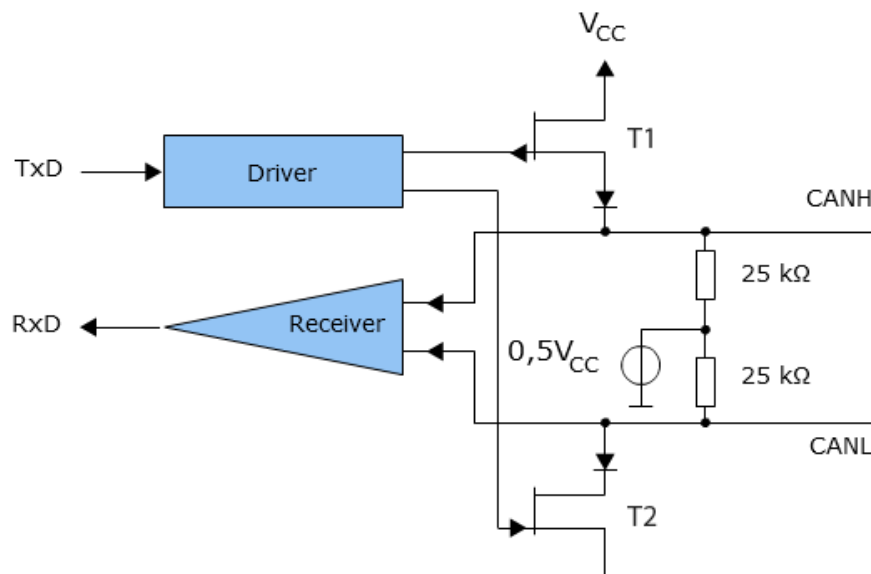 VCC
T1
TxD
Driver
CANH
25 kΩ
RxD
Receiver
0,5VCC
25 kΩ
CANL
T2